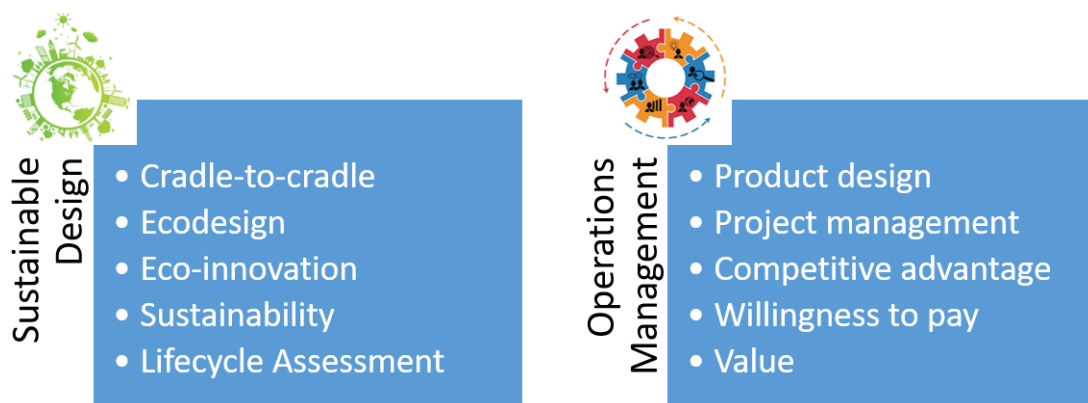 Sustainable
Design
• Cradle-to-cradle
• Ecodesign
• Eco-innovation
• Sustainability
• Lifecycle Assessment
Operations
Management
• Product design
• Project management
• Competitive advantage
• Willingness to pay
• Value